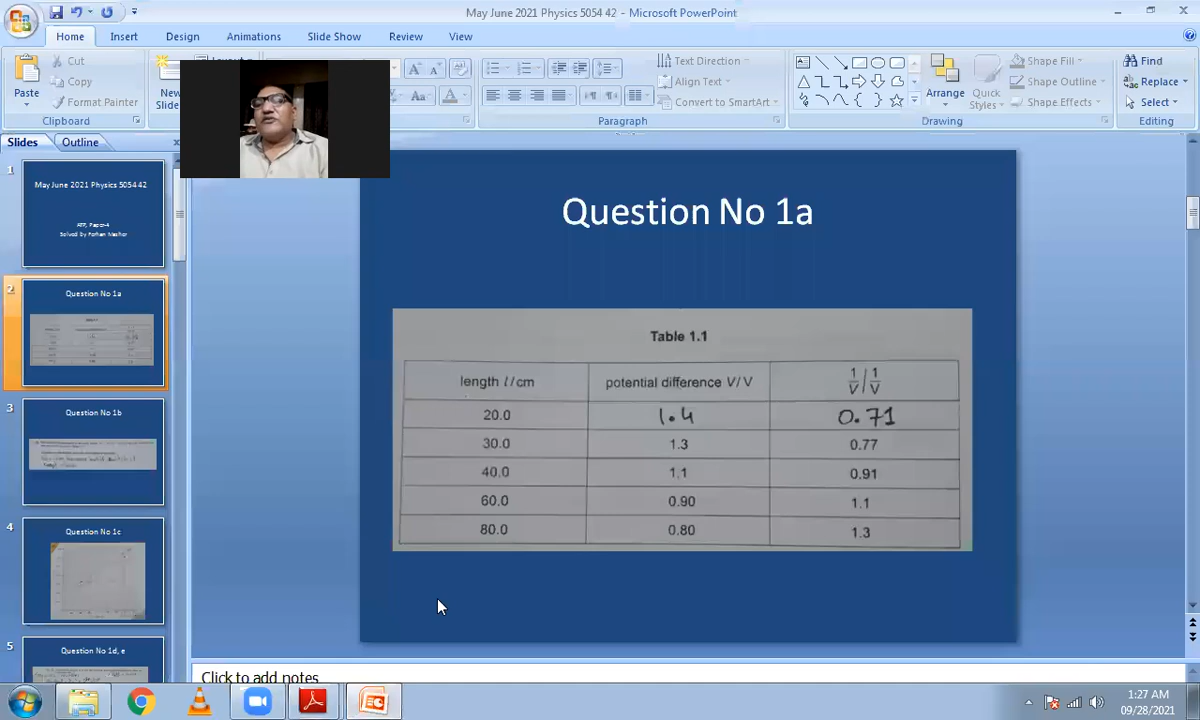 May June 2021 Physics 5054 42 - Microsoft PowerPoint
Home Insert Design Animations Slide Show Review View
Paste
Cut
Copy
Format Painter
Clipboard
New
Slide
Aa
A
Text Direction
Align Text
Convert to SmartArt
Paragraph
Arrange
Quick
Styles
Shape Fill
Shape Outline
Shape Effects
Drawing
Find
Replace
Select
Editing
Slides Outline
1
May June 2021 Physics 5054 42
ATP, Paper-4
2
Question No 1a
3
Question No 1b
4
Question No 1c
5
Question No 1d, e
Question No 1a
Table 1.1
length l/cm potential difference V/V 1/V / 1/V
20.0 1.4 0.71
30.0 1.3 0.77
40.0 1.1 0.91
60.0 0.90 1.1
80.0 0.80 1.3
Click to add notes
1:27 AM
09/28/2021